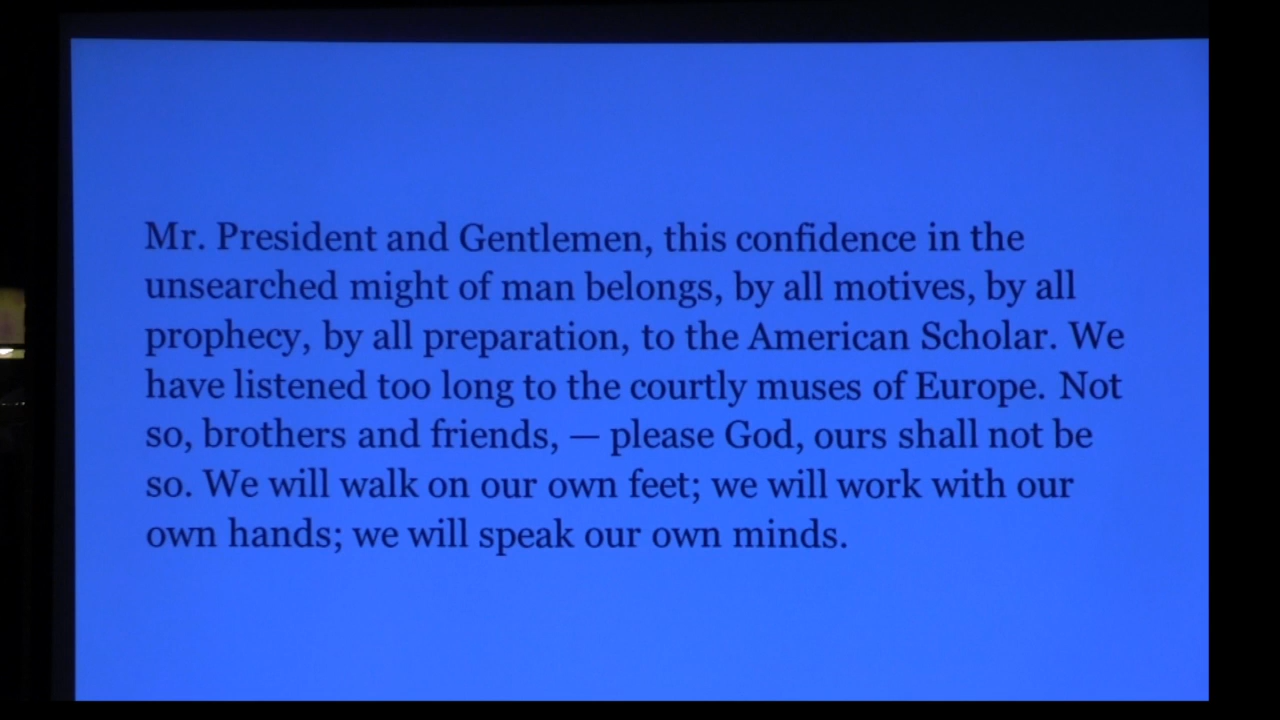 Mr. President and Gentlemen, this confidence in the
unsearched might of man belongs, by all motives, by all
prophecy, by all preparation, to the American Scholar. We
have listened too long to the courtly muses of Europe. Not
so, brothers and friends, — please God, ours shall not be
so. We will walk on our own feet; we will work with our
own hands; we will speak our own minds.